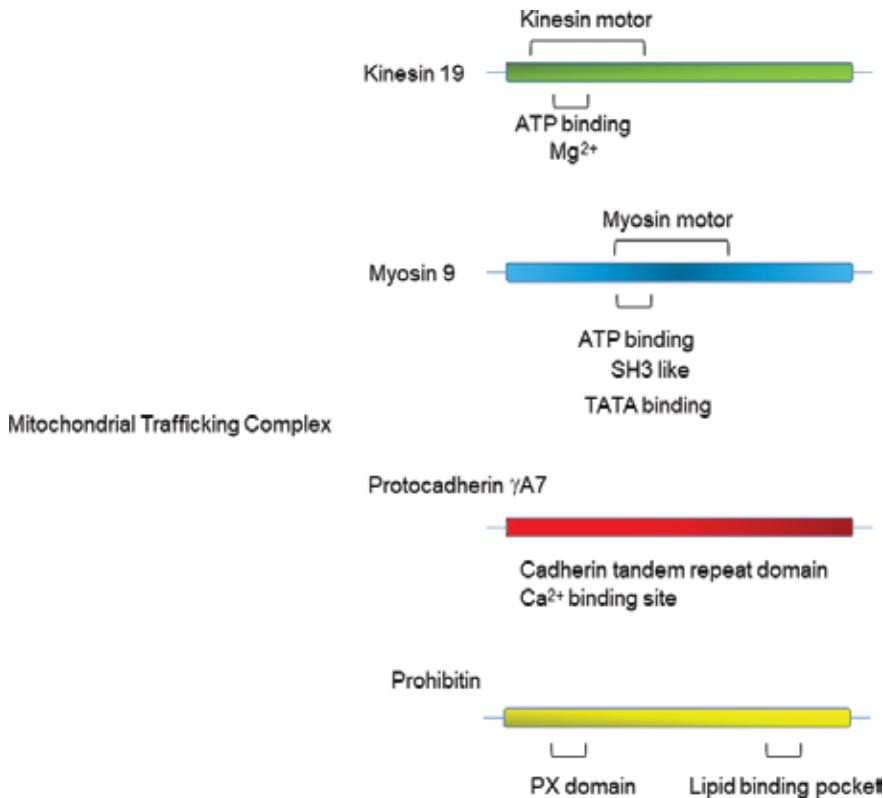 Kinesin motor
Kinesin 19
ATP binding
Mg²⁺
Myosin motor
Myosin 9
ATP binding
SH3 like
TATA binding
Mitochondrial Trafficking Complex
Protocadherin γA7
Cadherin tandem repeat domain
Ca²⁺ binding site
Prohibitin
PX domain
Lipid binding pocket